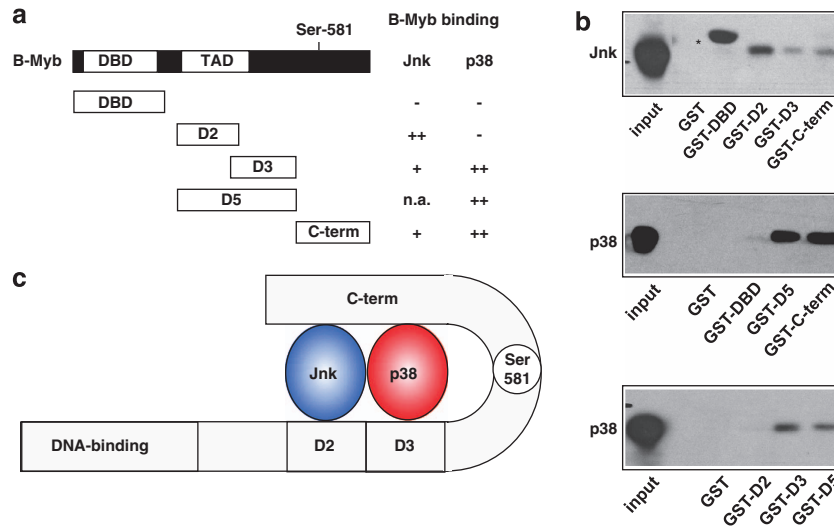 a
Ser-581
B-Myb binding
B-Myb DBD TAD Jnk p38
DBD - -
D2 ++ -
D3 + ++
D5 n.a. ++
C-term + ++
b
Jnk
*
input GST GST-DBD GST-D2 GST-D3 GST-C-term
p38
input GST GST-DBD GST-D5 GST-C-term
p38
input GST GST-D2 GST-D3 GST-D5
c
C-term
Jnk p38
Ser
581
DNA-binding D2 D3